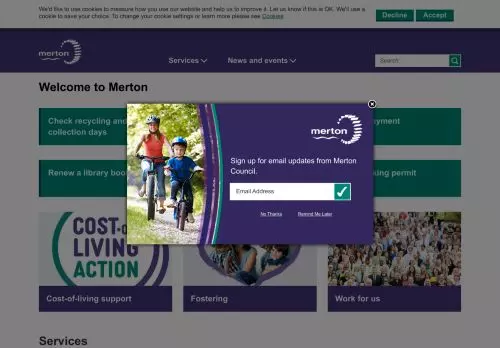 We'd like to use cookies to measure how you use our website and help us to improve it. Let us know if this is OK. We'll use a
cookie to save your choice. To change your cookie settings or learn more please see Cookies
Decline
Accept
merton
Services
News and events
Search
Welcome to Merton
Check recycling and
collection days
yment
Renew a library boo
king permit
merton
Sign up for email updates from Merton
Council.
Email Address
No Thanks
Remind Me Later
COST-O
LIVING
ACTION
Cost-of-living support
Fostering
Work for us
Services